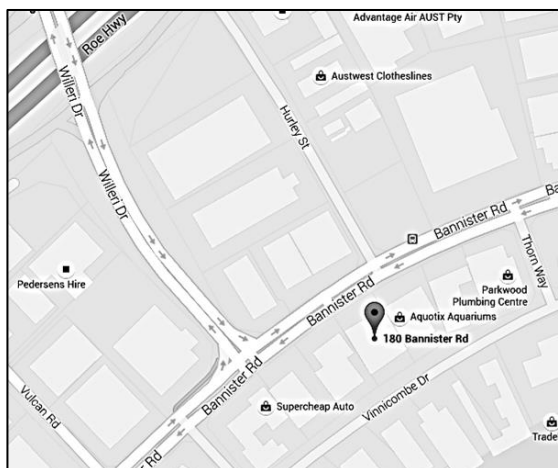 Advantage Air AUST Pty
Roe Hwy
Willeri Dr
Austwest Clotheslines
Hurley St
Willeri Dr
Bannister Rd
Ba
Thorn Way
Pedersens Hire
Parkwood
Plumbing Centre
Bannister Rd
Aquotix Aquariums
180 Bannister Rd
Bannister Rd
Vinnicombe Dr
Vulcan Rd
Supercheap Auto
Trade
Ban